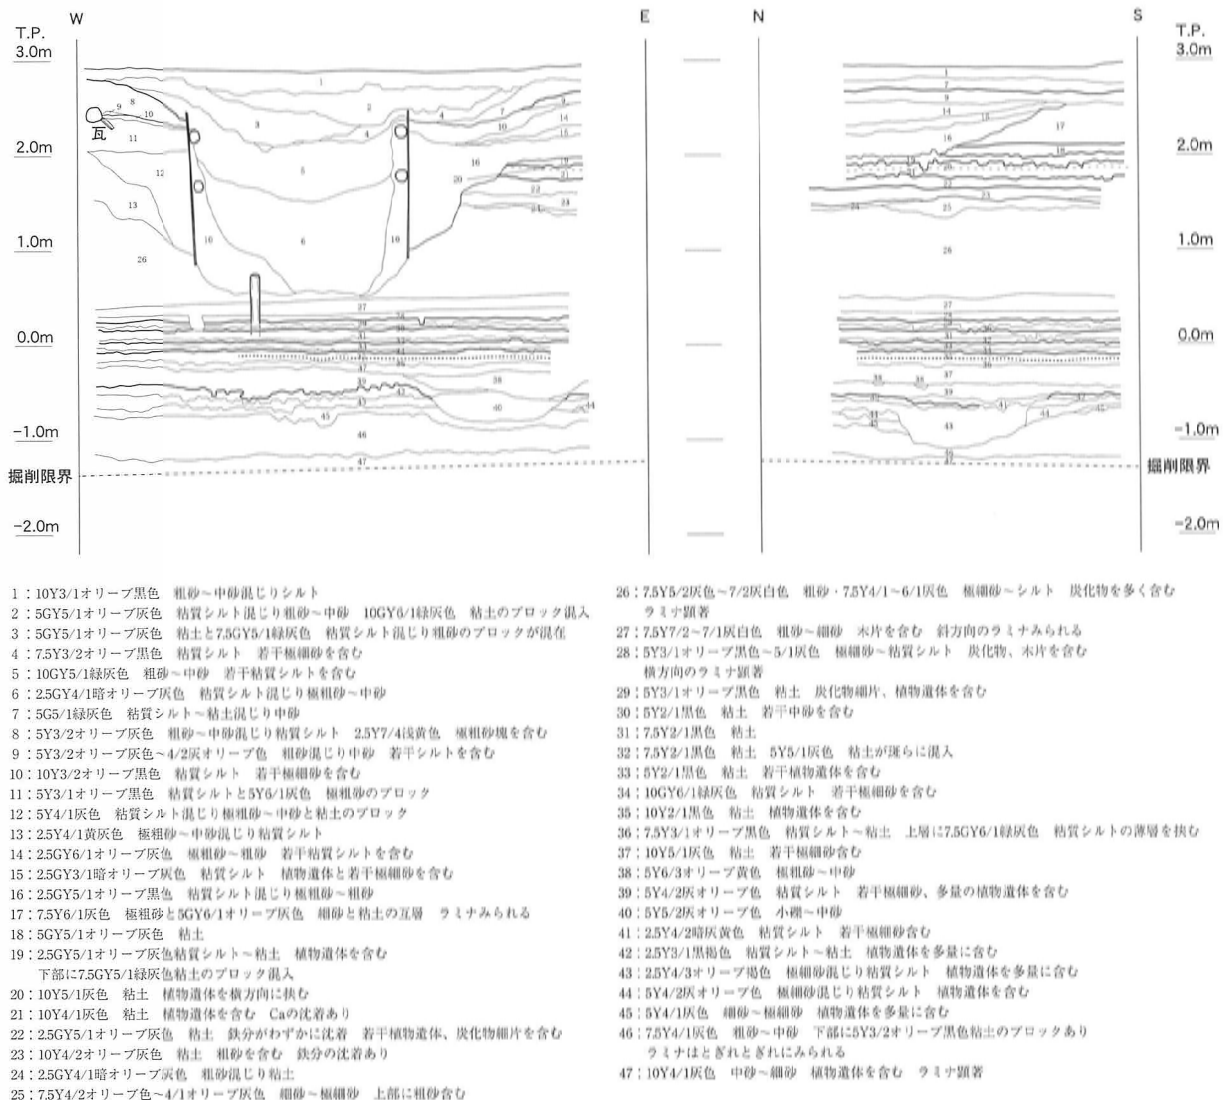 W
E
N
S
T.P.
3.0m
2.0m
1.0m
0.0m
-1.0m
掘削限界
-2.0m
瓦
T.P.
3.0m
2.0m
1.0m
0.0m
-1.0m
掘削限界
-2.0m
1：10Y3/1オリーブ黒色　粗砂～中砂混じりシルト
2：5GY5/1オリーブ灰色　粘質シルト混じり粗砂～中砂　10GY6/1緑灰色　粘土のブロック混入
3：5GY5/1オリーブ灰色　粘土と7.5GY5/1緑灰色　粘質シルト混じり粗砂のブロックが混在
4：7.5Y3/2オリーブ黒色　粘質シルト　若干極細砂を含む
5：10GY5/1緑灰色　粗砂～中砂　若干粘質シルトを含む
6：2.5GY4/1暗オリーブ灰色　粘質シルト混じり極粗砂～中砂
7：5G5/1緑灰色　粘質シルト～粘土混じり中砂
8：5Y3/2オリーブ灰色　粗砂～中砂混じり粘質シルト　2.5Y7/4浅黄色　極粗砂塊を含む
9：5Y3/2オリーブ灰色～4/2灰オリーブ色　粗砂混じり中砂　若干シルトを含む
10：10Y3/2オリーブ黒色　粘質シルト　若干極細砂を含む
11：5Y3/1オリーブ黒色　粘質シルトと5Y6/1灰色　極粗砂のブロック
12：5Y4/1灰色　粘質シルト混じり極粗砂～中砂と粘土のブロック
13：2.5Y4/1黄灰色　極粗砂～中砂混じり粘質シルト
14：2.5GY6/1オリーブ灰色　極粗砂～粗砂　若干粘質シルトを含む
15：2.5GY3/1暗オリーブ灰色　粘質シルト　植物遺体と若干極細砂を含む
16：2.5GY5/1オリーブ黒色　粘質シルト混じり極粗砂～粗砂
17：7.5Y6/1灰色　極粗砂と5GY6/1オリーブ灰色　細砂と粘土の互層　ラミナみられる
18：5GY5/1オリーブ灰色　粘土
19：2.5GY5/1オリーブ灰色粘質シルト～粘土　植物遺体を含む
下部に7.5GY5/1緑灰色粘土のブロック混入
20：10Y5/1灰色　粘土　植物遺体を横方向に挟む
21：10Y4/1灰色　粘土　植物遺体を含む　Caの沈着あり
22：2.5GY5/1オリーブ灰色　粘土　鉄分がわずかに沈着　若干植物遺体、炭化物細片を含む
23：10Y4/2オリーブ灰色　粘土　粗砂を含む　鉄分の沈着あり
24：2.5GY4/1暗オリーブ灰色　粗砂混じり粘土
25：7.5Y4/2オリーブ色～4/1オリーブ灰色　細砂～極細砂　上部に粗砂含む
26：7.5Y5/2灰色～7/2灰白色　粗砂・7.5Y4/1～6/1灰色　極細砂～シルト　炭化物を多く含む
ラミナ顕著
27：7.5Y7/2～7/1灰白色　粗砂～細砂　木片を含む　斜方向のラミナみられる
28：5Y3/1オリーブ黒色～5/1灰色　極細砂～粘質シルト　炭化物、木片を含む
横方向のラミナ顕著
29：5Y3/1オリーブ黒色　粘土　炭化物細片、植物遺体を含む
30：5Y2/1黒色　粘土　若干中砂を含む
31：7.5Y2/1黒色　粘土
32：7.5Y2/1黒色　粘土　5Y5/1灰色　粘土が斑らに混入
33：5Y2/1黒色　粘土　若干植物遺体を含む
34：10GY6/1緑灰色　粘質シルト　若干極細砂を含む
35：10Y2/1黒色　粘土　植物遺体を含む
36：7.5Y3/1オリーブ黒色　粘質シルト～粘土　上層に7.5GY6/1緑灰色　粘質シルトの薄層を挟む
37：10Y5/1灰色　粘土　若干極細砂含む
38：5Y6/3オリーブ黄色　極粗砂～中砂
39：5Y4/2灰オリーブ色　粘質シルト　若干極細砂、多量の植物遺体を含む
40：5Y5/2灰オリーブ色　小礫～中砂
41：2.5Y4/2暗灰黄色　粘質シルト　若干極細砂含む
42：2.5Y3/1黒褐色　粘質シルト～粘土　植物遺体を多量に含む
43：2.5Y4/3オリーブ褐色　極細砂混じり粘質シルト　植物遺体を多量に含む
44：5Y4/2灰オリーブ色　極細砂混じり粘質シルト　植物遺体を含む
45：5Y4/1灰色　細砂～極細砂　植物遺体を多量に含む
46：7.5Y4/1灰色　粗砂～中砂　下部に5Y3/2オリーブ黒色粘土のブロックあり
ラミナはとぎれとぎれにみられる
47：10Y4/1灰色　中砂～細砂　植物遺体を含む　ラミナ顕著